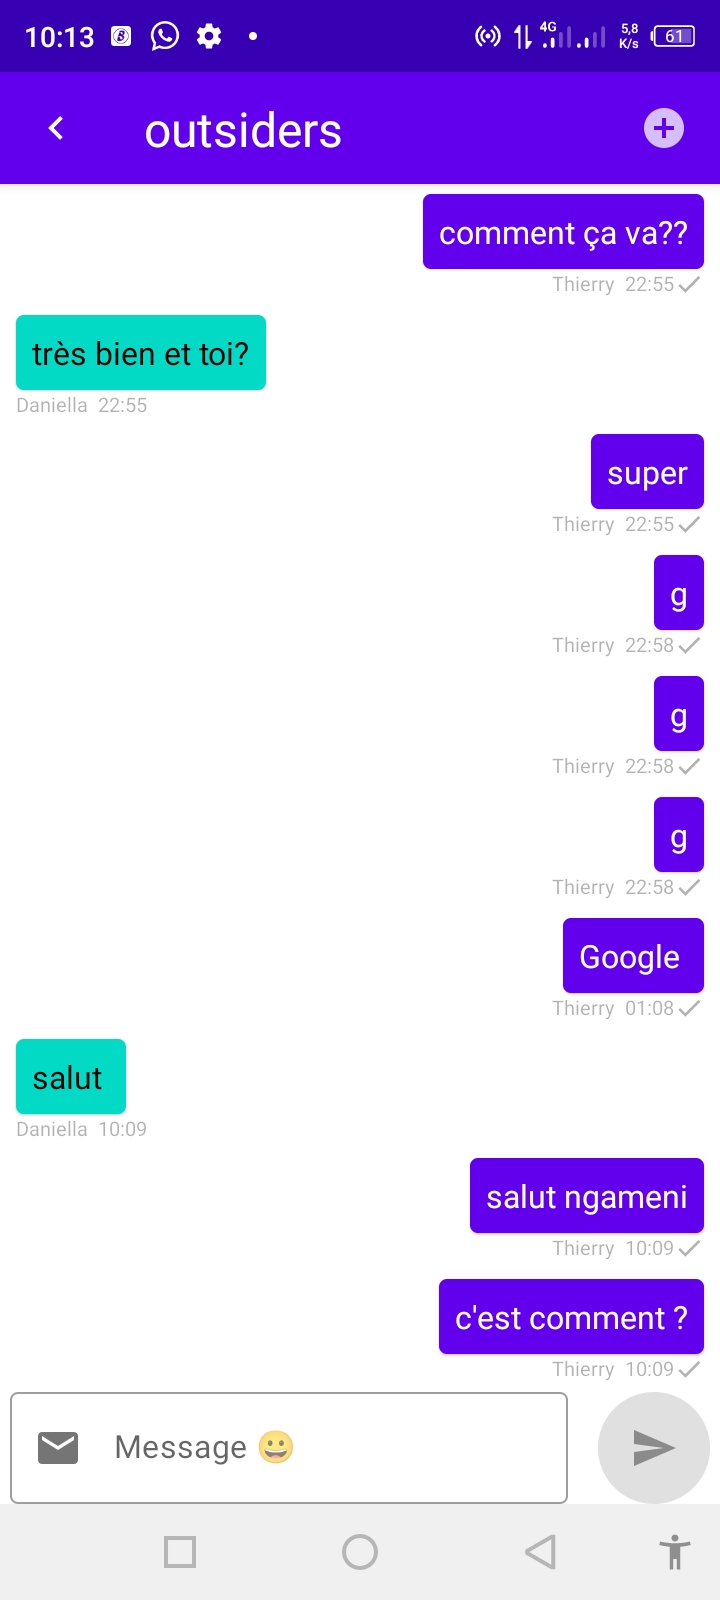 10:13 4G 5,8 K/s 61
outsiders
comment ça va??
Thierry 22:55
très bien et toi?
Daniella 22:55
super
Thierry 22:55
g
Thierry 22:58
g
Thierry 22:58
g
Thierry 22:58
Google
Thierry 01:08
salut
Daniella 10:09
salut ngameni
Thierry 10:09
c'est comment ?
Thierry 10:09
Message 😀